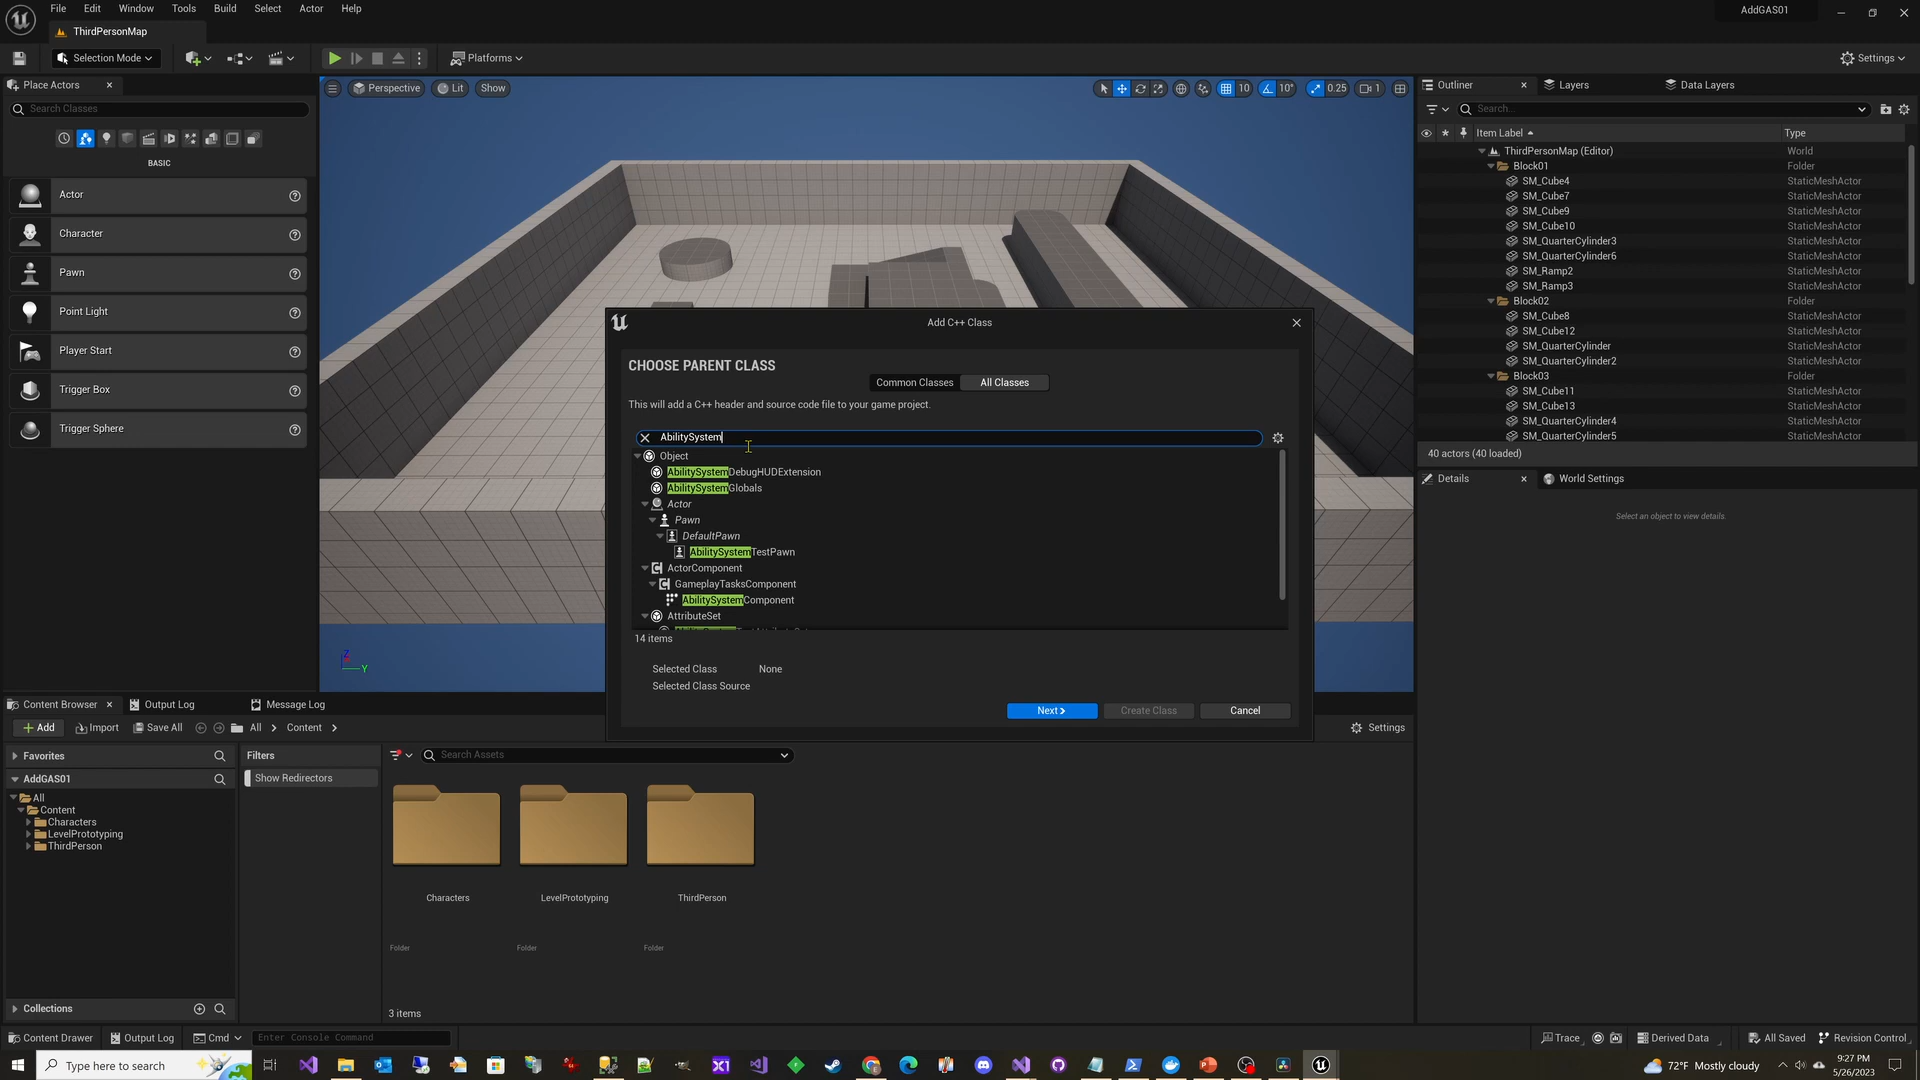 File Edit Window Tools Build Select Actor Help
AddGAS01
ThirdPersonMap
Selection Mode
Platforms
Settings
Place Actors
Search Classes
BASIC
Actor
Character
Pawn
Point Light
Player Start
Trigger Box
Trigger Sphere
Perspective Lit Show
10 10° 0.25 1
Z
Y
Add C++ Class
CHOOSE PARENT CLASS
Common Classes All Classes
This will add a C++ header and source code file to your game project.
AbilitySystem
Object
AbilitySystemDebugHUDExtension
AbilitySystemGlobals
Actor
Pawn
DefaultPawn
AbilitySystemTestPawn
ActorComponent
GameplayTasksComponent
AbilitySystemComponent
AttributeSet
14 items
Selected Class None
Selected Class Source
Next Create Class Cancel
Outliner Layers Data Layers
Search...
Item Label Type
ThirdPersonMap (Editor) World
Block01 Folder
SM_Cube4 StaticMeshActor
SM_Cube7 StaticMeshActor
SM_Cube9 StaticMeshActor
SM_Cube10 StaticMeshActor
SM_QuarterCylinder3 StaticMeshActor
SM_QuarterCylinder6 StaticMeshActor
SM_Ramp2 StaticMeshActor
SM_Ramp3 StaticMeshActor
Block02 Folder
SM_Cube8 StaticMeshActor
SM_Cube12 StaticMeshActor
SM_QuarterCylinder StaticMeshActor
SM_QuarterCylinder2 StaticMeshActor
Block03 Folder
SM_Cube11 StaticMeshActor
SM_Cube13 StaticMeshActor
SM_QuarterCylinder4 StaticMeshActor
SM_QuarterCylinder5 StaticMeshActor
40 actors (40 loaded)
Details World Settings
Select an object to view details.
Content Browser Output Log Message Log
Add Import Save All All Content Settings
Favorites
AddGAS01
All
Content
Characters
LevelPrototyping
ThirdPerson
Collections
Filters
Show Redirectors
Search Assets
Characters LevelPrototyping ThirdPerson
Folder Folder Folder
3 items
Content Drawer Output Log Cmd Enter Console Command Trace Derived Data All Saved Revision Control
Type here to search
72°F Mostly cloudy
9:27 PM
5/26/2023